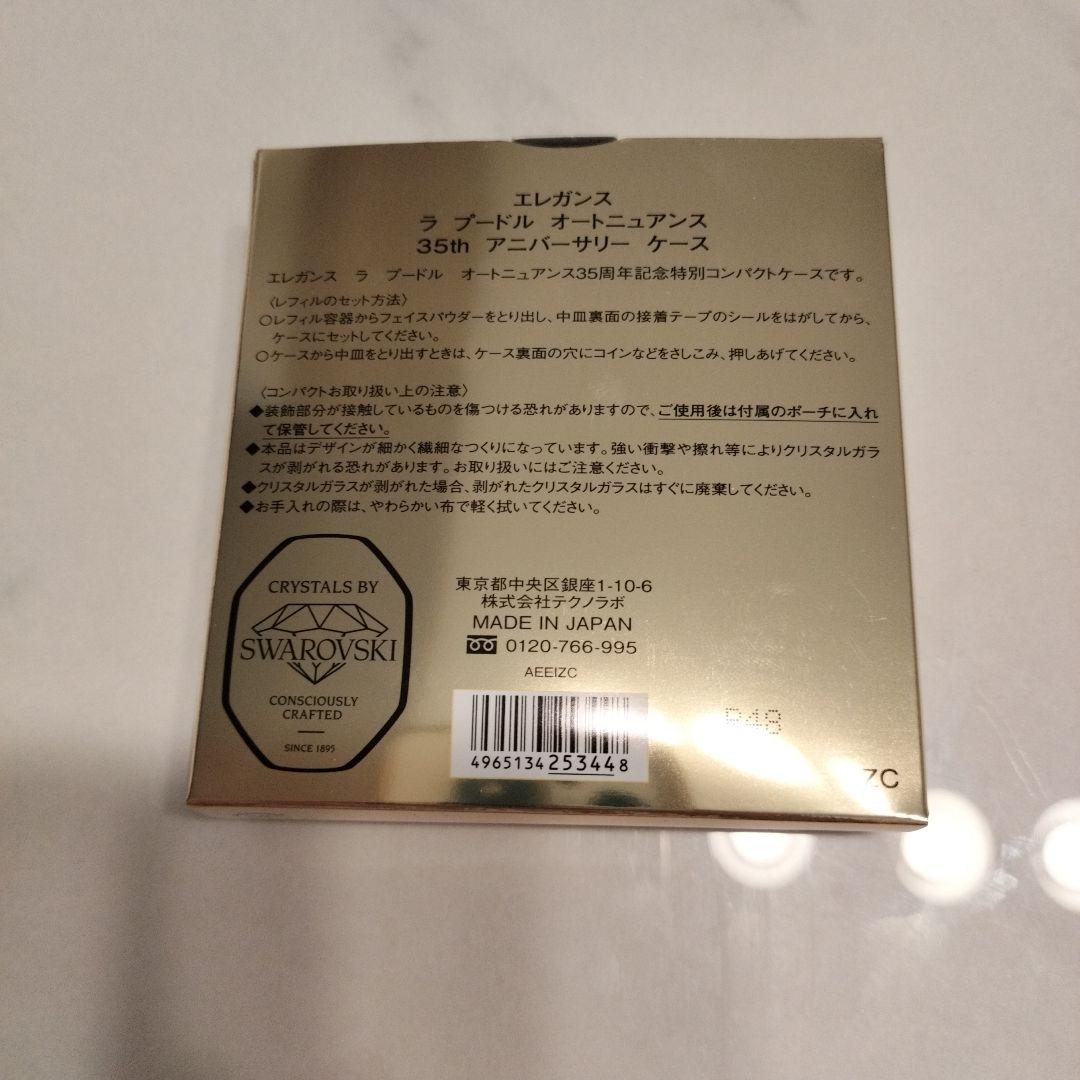 エレガンス
ラ プードル オートニュアンス
35th アニバーサリー ケース
エレガンス ラ プードル オートニュアンス35周年記念特別コンパクトケースです。
〈レフィルのセット方法〉
○レフィル容器からフェイスパウダーをとり出し、中皿裏面の接着テープのシールをはがしてから、
ケースにセットしてください。
○ケースから中皿をとり出すときは、ケース裏面の穴にコインなどをさしこみ、押しあげてください。
〈コンパクトお取り扱い上の注意〉
◆装飾部分が接触しているものを傷つける恐れがありますので、ご使用後は付属のポーチに入れ
て保管してください。
◆本品はデザインが細かく繊細なつくりになっています。強い衝撃や擦れ等によりクリスタルガラ
スが剥がれる恐れがあります。お取り扱いにはご注意ください。
◆クリスタルガラスが剥がれた場合、剥がれたクリスタルガラスはすぐに廃棄してください。
◆お手入れの際は、やわらかい布で軽く拭いてください。
CRYSTALS BY
SWAROVSKI
CONSCIOUSLY
CRAFTED
SINCE 1895
東京都中央区銀座1-10-6
株式会社テクノラボ
MADE IN JAPAN
0120-766-995
AEEIZC
4965134253448
ZC